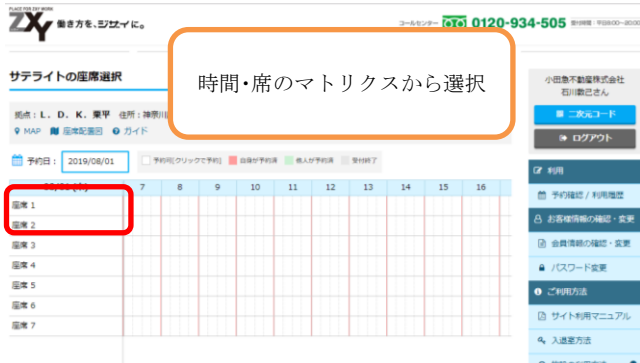 PLACE FOR ZXY WORK
ZXY 働き方を、ジザイに。
コールセンター 0120-934-505
時間・席のマトリクスから選択
サテライトの座席選択
拠点：L. D. K. 栗平 住所：神奈川
MAP 座席配置図 ガイド
予約日： 2019/08/01 予約可[クリックで予約] 自身が予約済 他人が予約済 受付終了
7 8 9 10 11 12 13 14 15 16
座席 1
座席 2
座席 3
座席 4
座席 5
座席 6
座席 7
小田急不動産株式会社
石川敷己さん
二次元コード
ログアウト
利用
予約確認 / 利用履歴
お客様情報の確認・変更
会員情報の確認・変更
パスワード変更
ご利用方法
サイト利用マニュアル
入退室方法